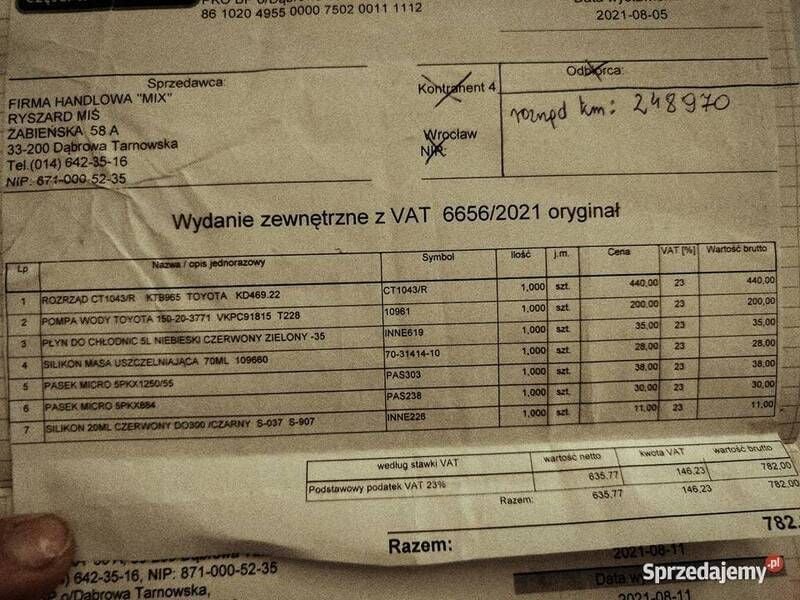 PKO BP o/Dąbrowa
86 1020 4955 0000 7502 0011 1112
Data wystawienia
2021-08-05
Sprzedawca:
FIRMA HANDLOWA "MIX"
RYSZARD MIŚ
ŻABIEŃSKA 58 A
33-200 Dąbrowa Tarnowska
Tel.(014) 642-35-16
NIP: 871-000-52-35
Kontrahent 4
Wrocław
NIP:
Odbiorca:
rozrząd km: 248970
Wydanie zewnętrzne z VAT 6656/2021 oryginał
Lp Nazwa / opis jednorazowy Symbol Ilość j.m. Cena VAT [%] Wartość brutto
1 ROZRZĄD CT1043/R KTB965 TOYOTA KD469.22 CT1043/R 1,000 szt. 440,00 23 440,00
2 POMPA WODY TOYOTA 150-20-3771 VKPC91815 T228 10961 1,000 szt. 200,00 23 200,00
3 PŁYN DO CHŁODNIC 5L NIEBIESKI CZERWONY ZIELONY -35 INNE619 1,000 szt. 35,00 23 35,00
4 SILIKON MASA USZCZELNIAJĄCA 70ML 109660 70-31414-10 1,000 szt. 28,00 23 28,00
5 PASEK MICRO 5PKX1250/55 PAS303 1,000 szt. 38,00 23 38,00
6 PASEK MICRO 5PKX884 PAS238 1,000 szt. 30,00 23 30,00
7 SILIKON 20ML CZERWONY DO300 /CZARNY S-037 S-907 INNE226 1,000 szt. 11,00 23 11,00
według stawki VAT wartość netto kwota VAT wartość brutto
Podstawowy podatek VAT 23% 635,77 146,23 782,00
Razem: 635,77 146,23 782,00
Razem: 782,
642-35-16, NIP: 871-000-52-35
o/Dąbrowa Tarnowska,
2021-08-11
Data
2021-08-11
Sprzedajemy.pl